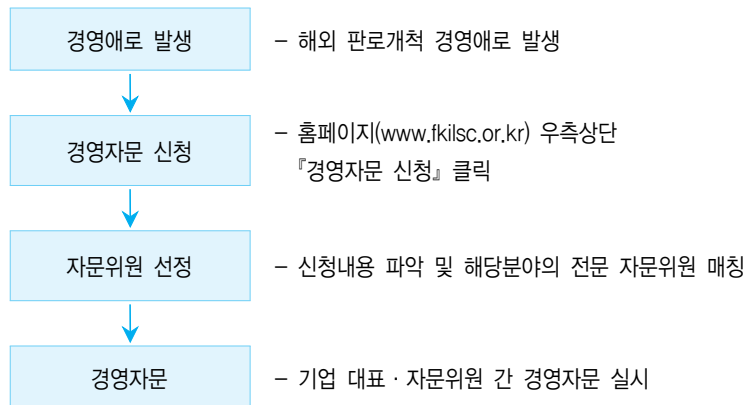 경영애로 발생
- 해외 판로개척 경영애로 발생
경영자문 신청
- 홈페이지(www.fkilsc.or.kr) 우측상단
『경영자문 신청』 클릭
자문위원 선정
- 신청내용 파악 및 해당분야의 전문 자문위원 매칭
경영자문
- 기업 대표·자문위원 간 경영자문 실시